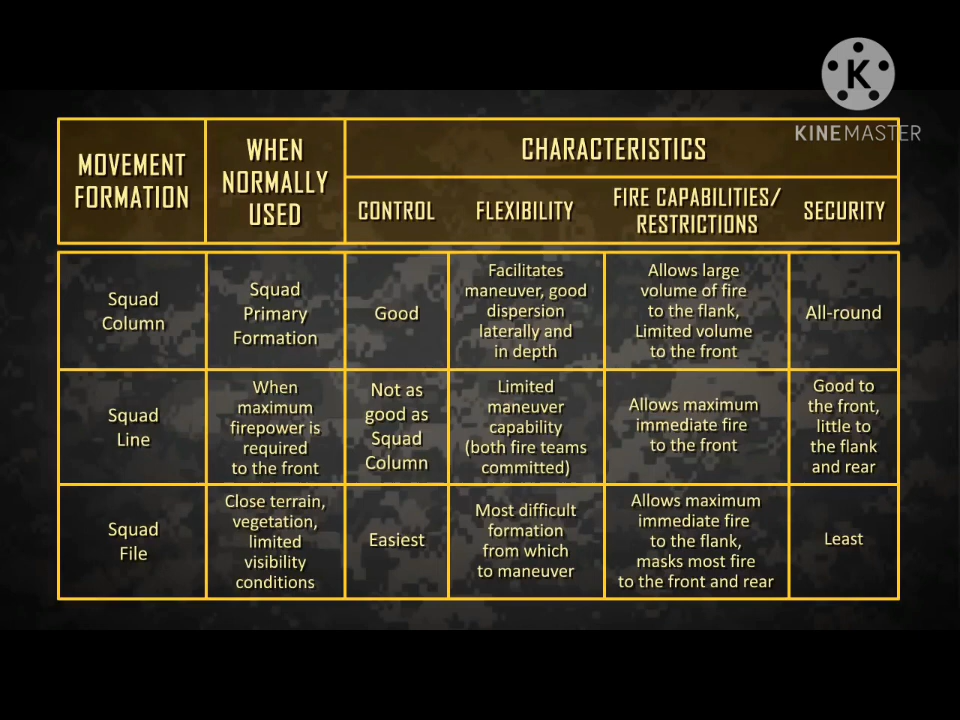 K
KINEMASTER
MOVEMENT
FORMATION
WHEN
NORMALLY
USED
CHARACTERISTICS
CONTROL
FLEXIBILITY
FIRE CAPABILITIES/
RESTRICTIONS
SECURITY
Squad
Column
Squad
Primary
Formation
Good
Facilitates
maneuver, good
dispersion
laterally and
in depth
Allows large
volume of fire
to the flank,
Limited volume
to the front
All-round
Squad
Line
When
maximum
firepower is
required
to the front
Not as
good as
Squad
Column
Limited
maneuver
capability
(both fire teams
committed)
Allows maximum
immediate fire
to the front
Good to
the front,
little to
the flank
and rear
Squad
File
Close terrain,
vegetation,
limited
visibility
conditions
Easiest
Most difficult
formation
from which
to maneuver
Allows maximum
immediate fire
to the flank,
masks most fire
to the front and rear
Least